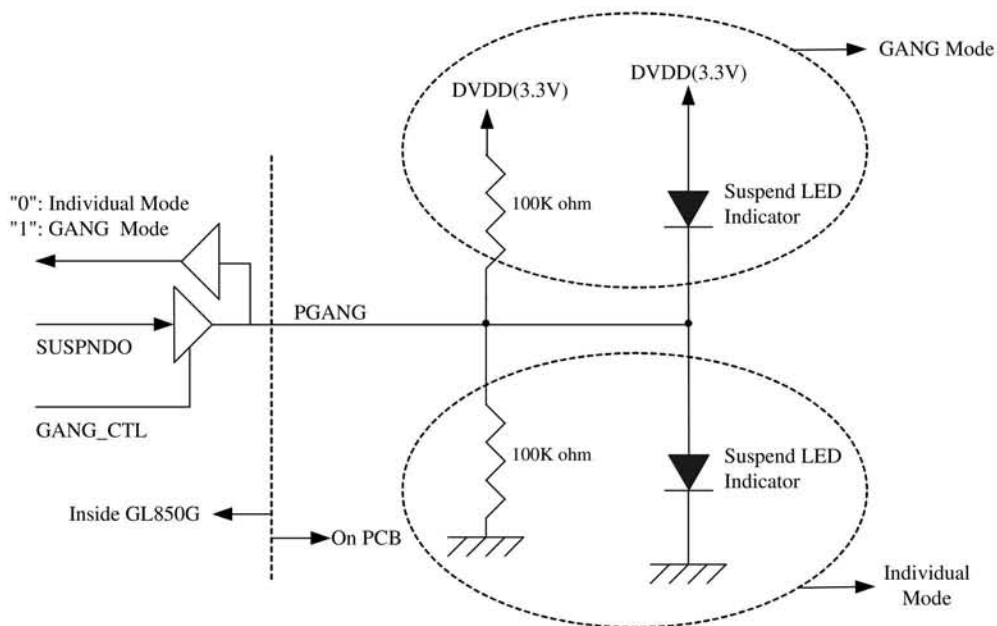 GANG Mode
DVDD(3.3V)
DVDD(3.3V)
"0": Individual Mode
"1": GANG Mode
100K ohm
Suspend LED
Indicator
PGANG
SUSPNDO
GANG_CTL
100K ohm
Suspend LED
Indicator
Inside GL850G
On PCB
Individual
Mode